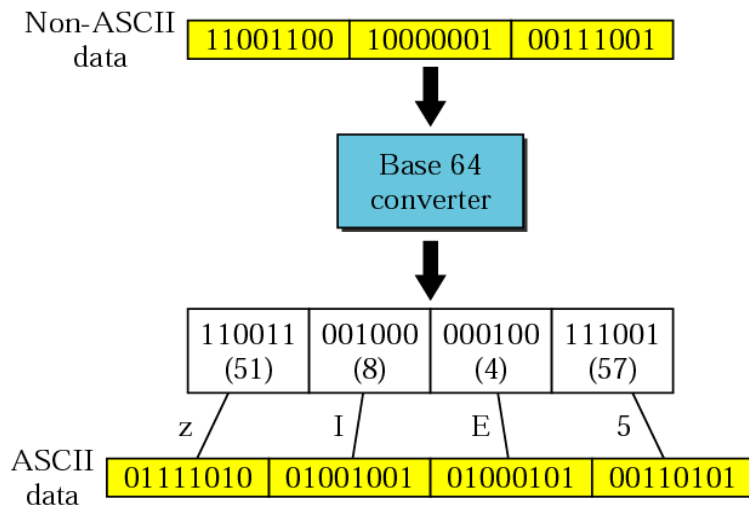 Non-ASCII
data
11001100 10000001 00111001
Base 64
converter
110011 001000 000100 111001
(51) (8) (4) (57)
z I E 5
ASCII
data
01111010 01001001 01000101 00110101